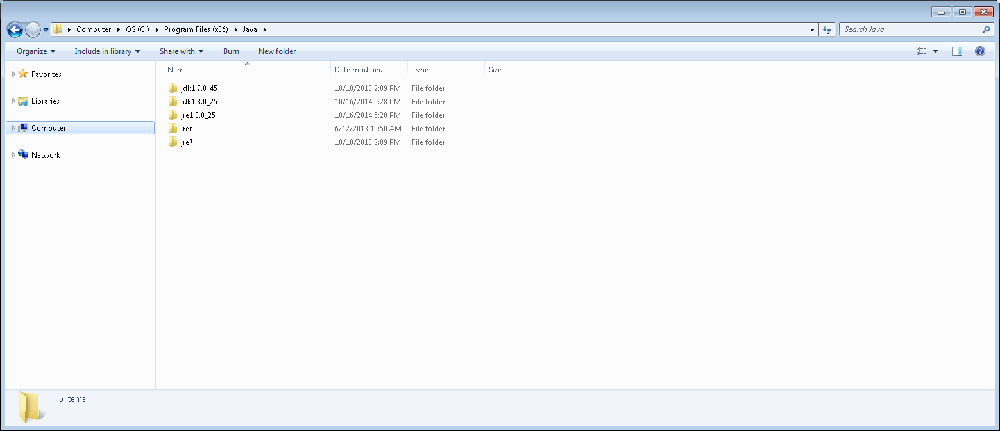 Computer OS (C:) Program Files (x86) Java Search Java
Organize Include in library Share with Burn New folder
Name Date modified Type Size
Favorites
Libraries
Computer
Network
jdk1.7.0_45 10/18/2013 2:09 PM File folder
jdk1.8.0_25 10/16/2014 5:28 PM File folder
jre1.8.0_25 10/16/2014 5:28 PM File folder
jre6 6/12/2013 10:50 AM File folder
jre7 10/18/2013 2:09 PM File folder
5 items